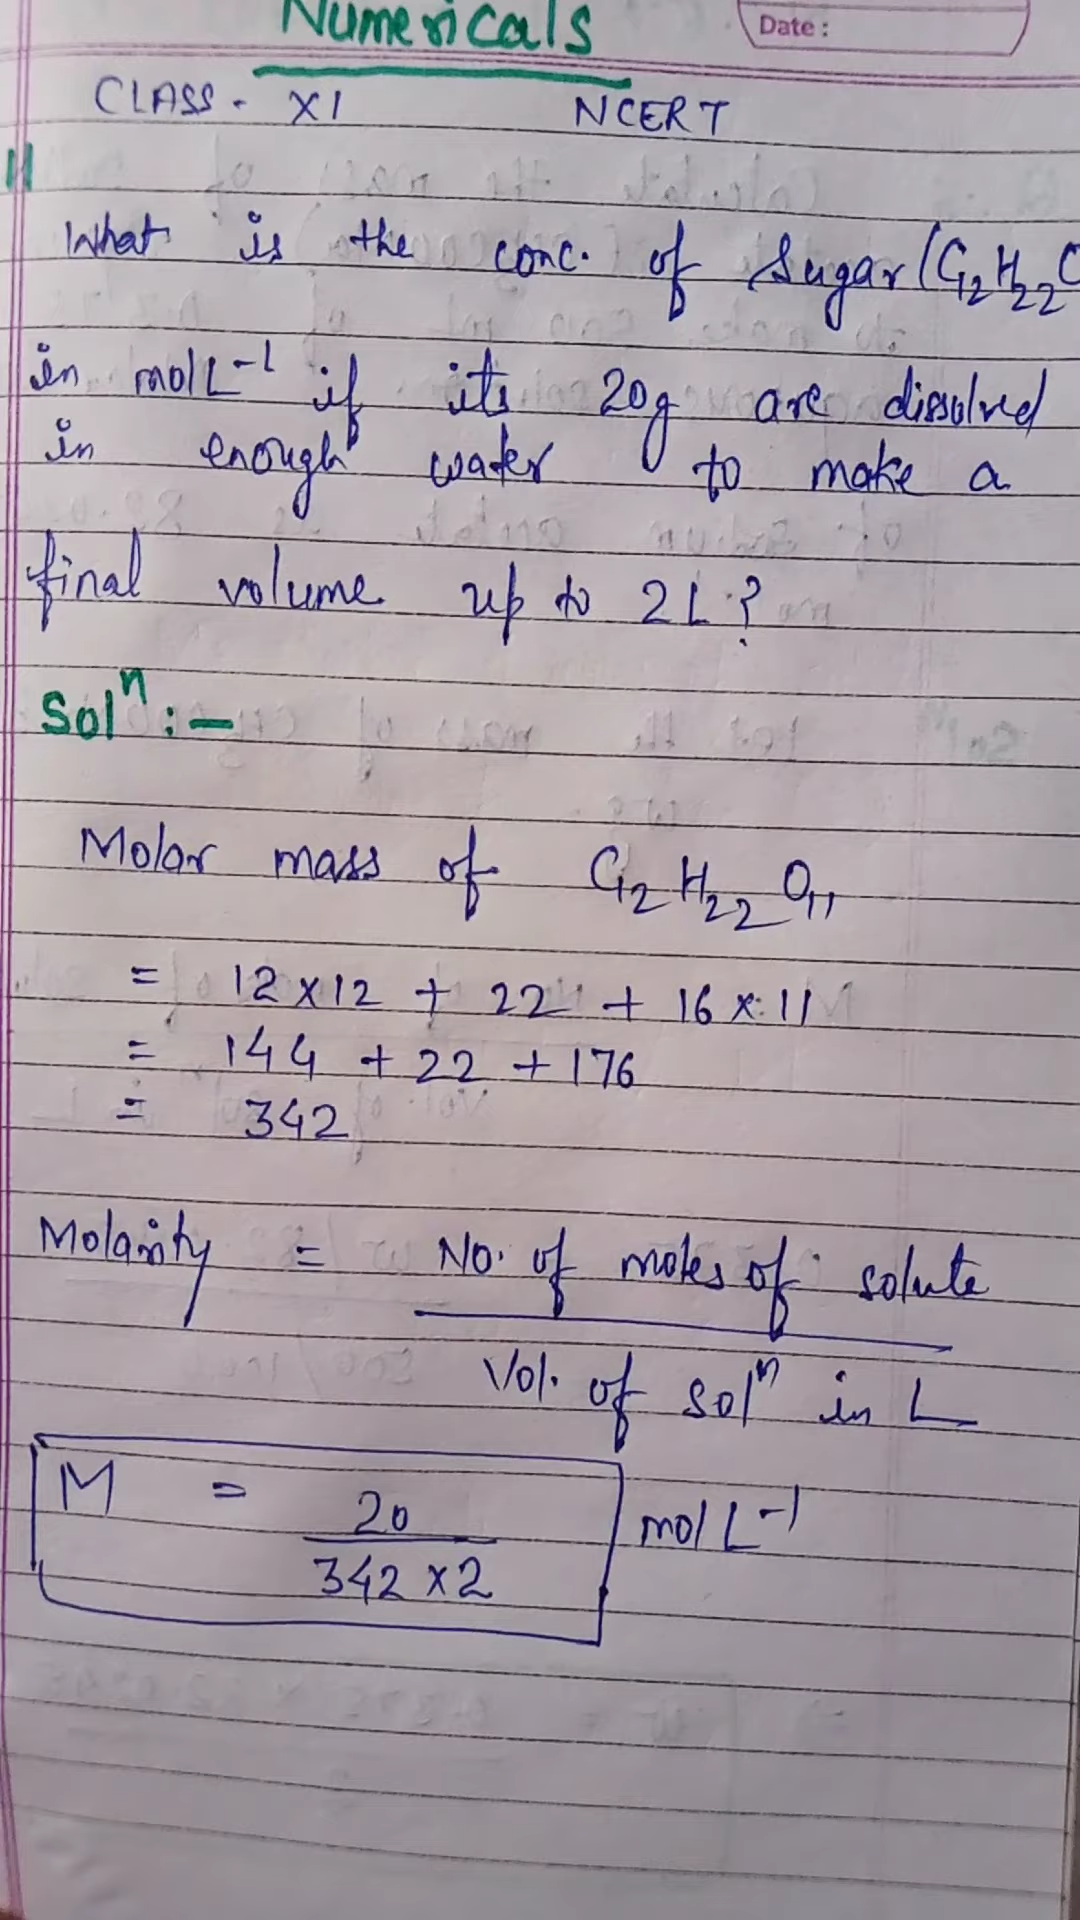 Numericals
Date :
CLASS - XI NCERT
What is the conc. of Sugar (C12H22O
in mol L⁻¹ if its 20g are dissolved
in enough water to make a
final volume up to 2L ?
Solⁿ :-
Molar mass of C12H22O11
= 12 x 12 + 22 + 16 x 11
= 144 + 22 + 176
= 342
Molarity = No. of moles of solute
Vol. of solⁿ in L
M = 20 mol L⁻¹
342 x 2